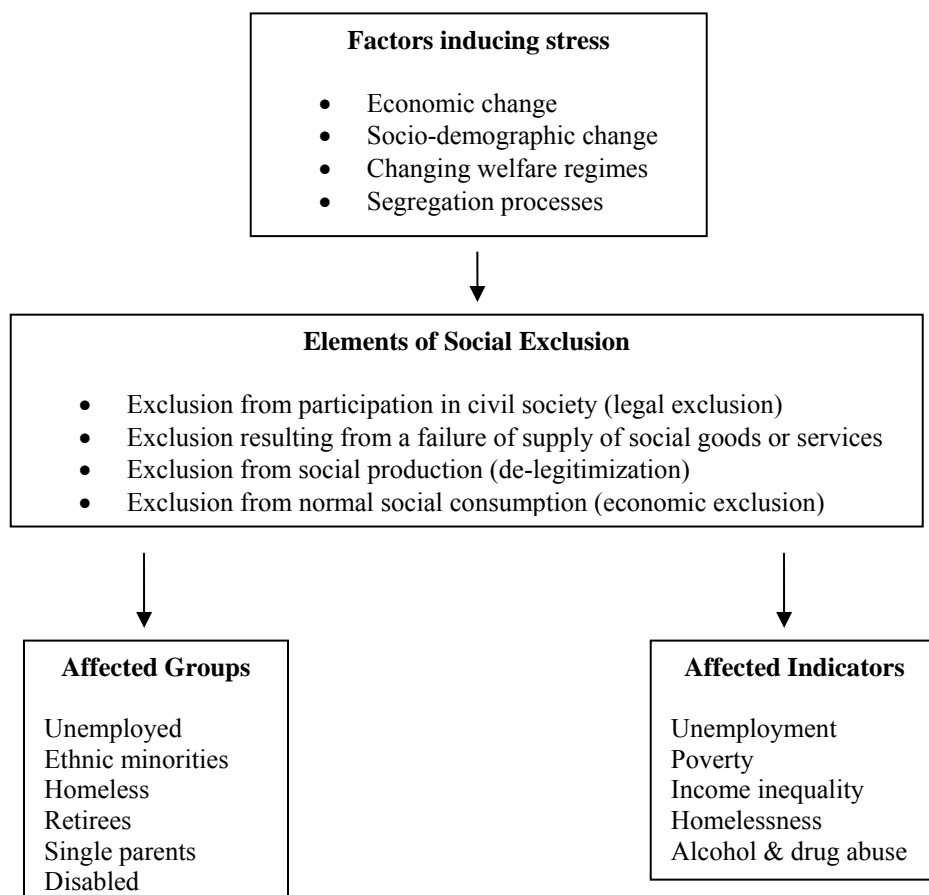 Factors inducing stress
• Economic change
• Socio-demographic change
• Changing welfare regimes
• Segregation processes
Elements of Social Exclusion
• Exclusion from participation in civil society (legal exclusion)
• Exclusion resulting from a failure of supply of social goods or services
• Exclusion from social production (de-legitimization)
• Exclusion from normal social consumption (economic exclusion)
Affected Groups
Unemployed
Ethnic minorities
Homeless
Retirees
Single parents
Disabled
Affected Indicators
Unemployment
Poverty
Income inequality
Homelessness
Alcohol & drug abuse